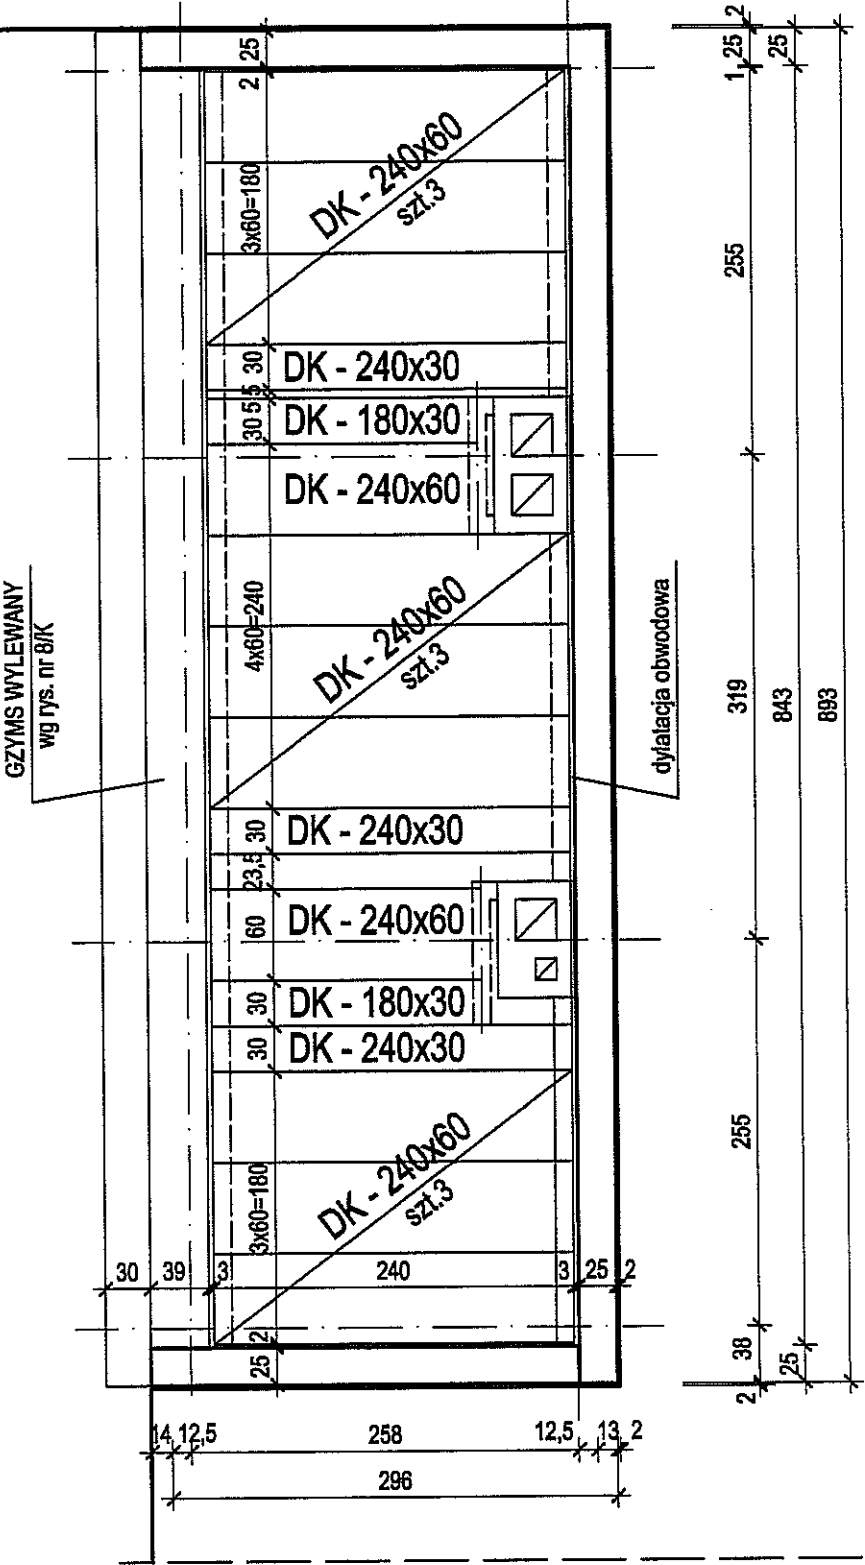 2
25
25
25
2
1
DK - 240x60
szt.3
3x60=180
255
30
DK - 240x30
5
5
30
DK - 180x30
DK - 240x60
GZYMS WYLEWANY
wg rys. nr 8/K
4x60=240
DK - 240x60
szt.3
dylatacja obwodowa
319
843
893
30
DK - 240x30
23,5
60
DK - 240x60
30
DK - 180x30
30
DK - 240x30
255
3x60=180
DK - 240x60
szt.3
30 39 3 240 3 25 2
2
25
38
25
2
14 12,5 258 12,5 13 2
296